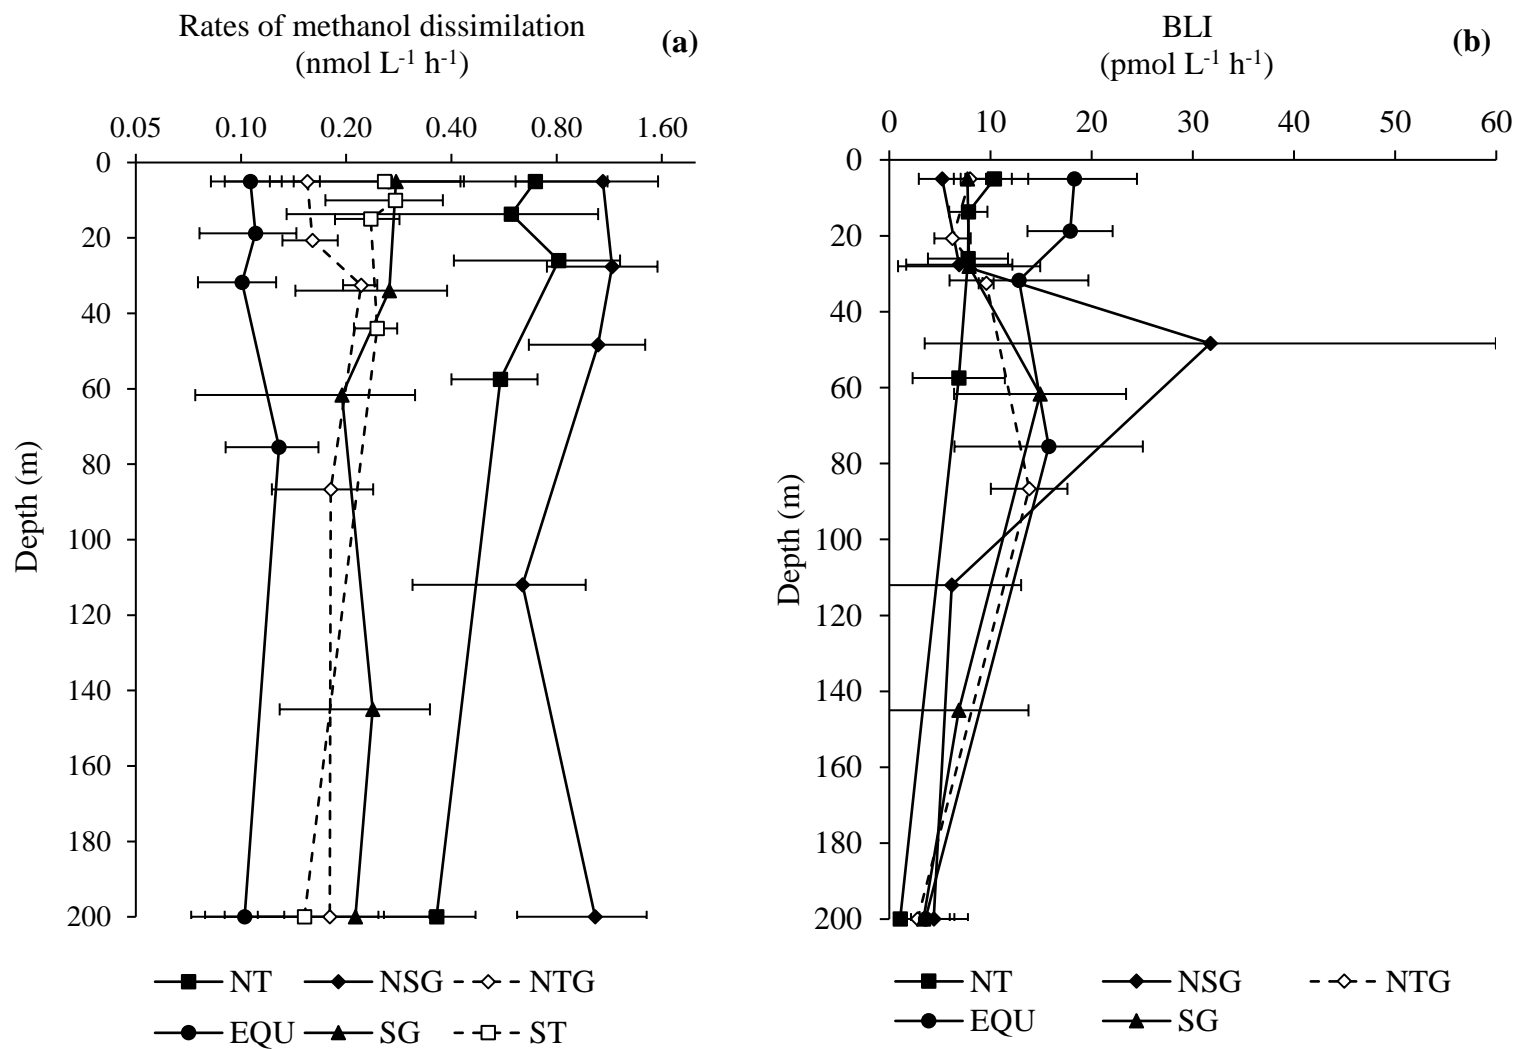 Rates of methanol dissimilation
(nmol L-1 h-1)
(a)
0.05 0.10 0.20 0.40 0.80 1.60
0
20
40
60
80
100
120
140
160
180
200
Depth (m)
NT NSG NTG
EQU SG ST
BLI
(pmol L-1 h-1)
(b)
0 10 20 30 40 50 60
0
20
40
60
80
100
120
140
160
180
200
Depth (m)
NT NSG NTG
EQU SG